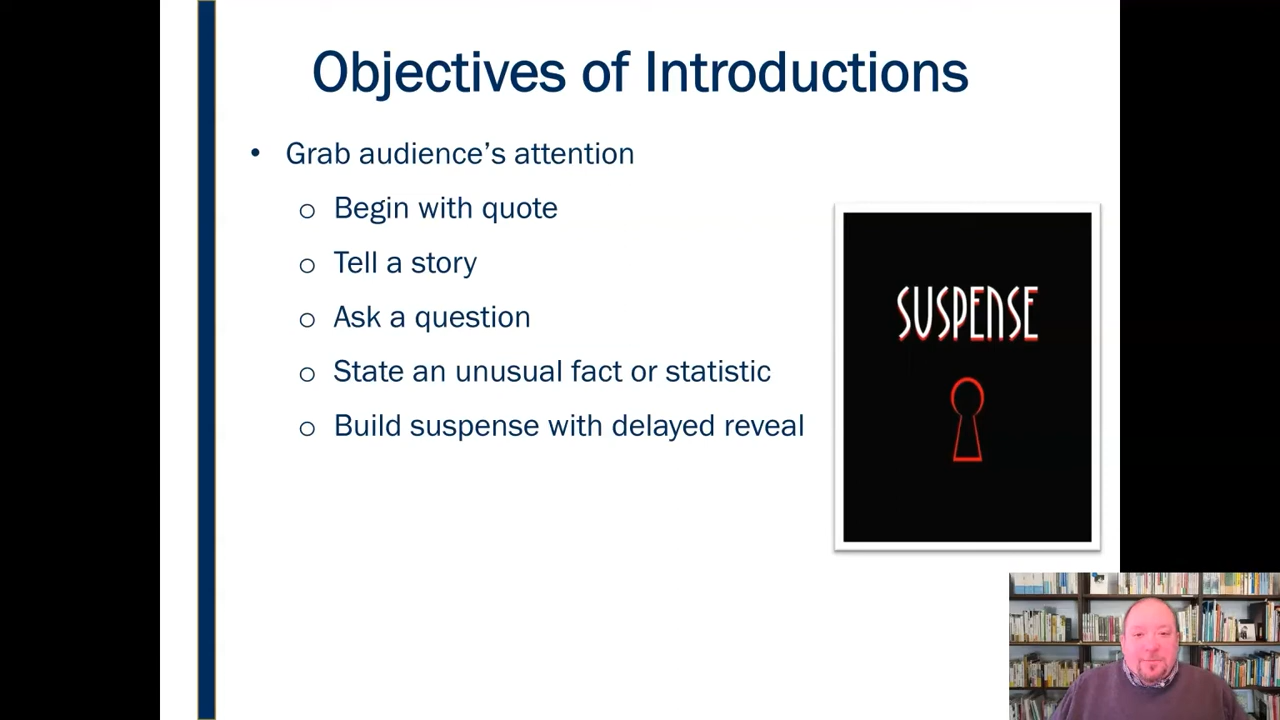 Objectives of Introductions
• Grab audience's attention
o Begin with quote
o Tell a story
o Ask a question
o State an unusual fact or statistic
o Build suspense with delayed reveal
SUSPENSE